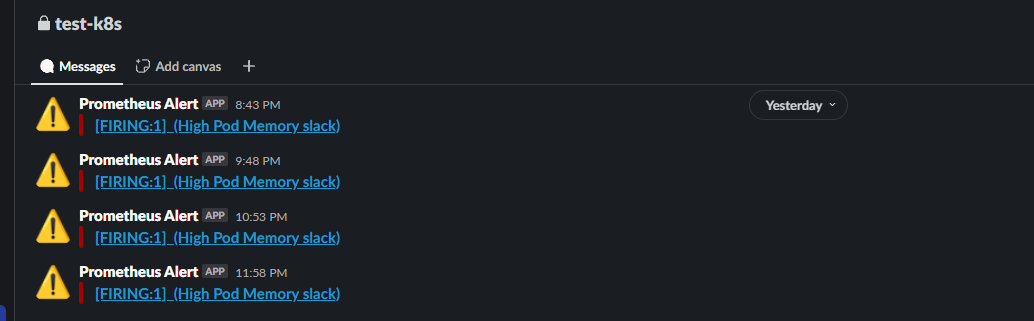 test-k8s
Messages Add canvas
Yesterday
Prometheus Alert APP 8:43 PM
[FIRING:1] (High Pod Memory slack)
Prometheus Alert APP 9:48 PM
[FIRING:1] (High Pod Memory slack)
Prometheus Alert APP 10:53 PM
[FIRING:1] (High Pod Memory slack)
Prometheus Alert APP 11:58 PM
[FIRING:1] (High Pod Memory slack)